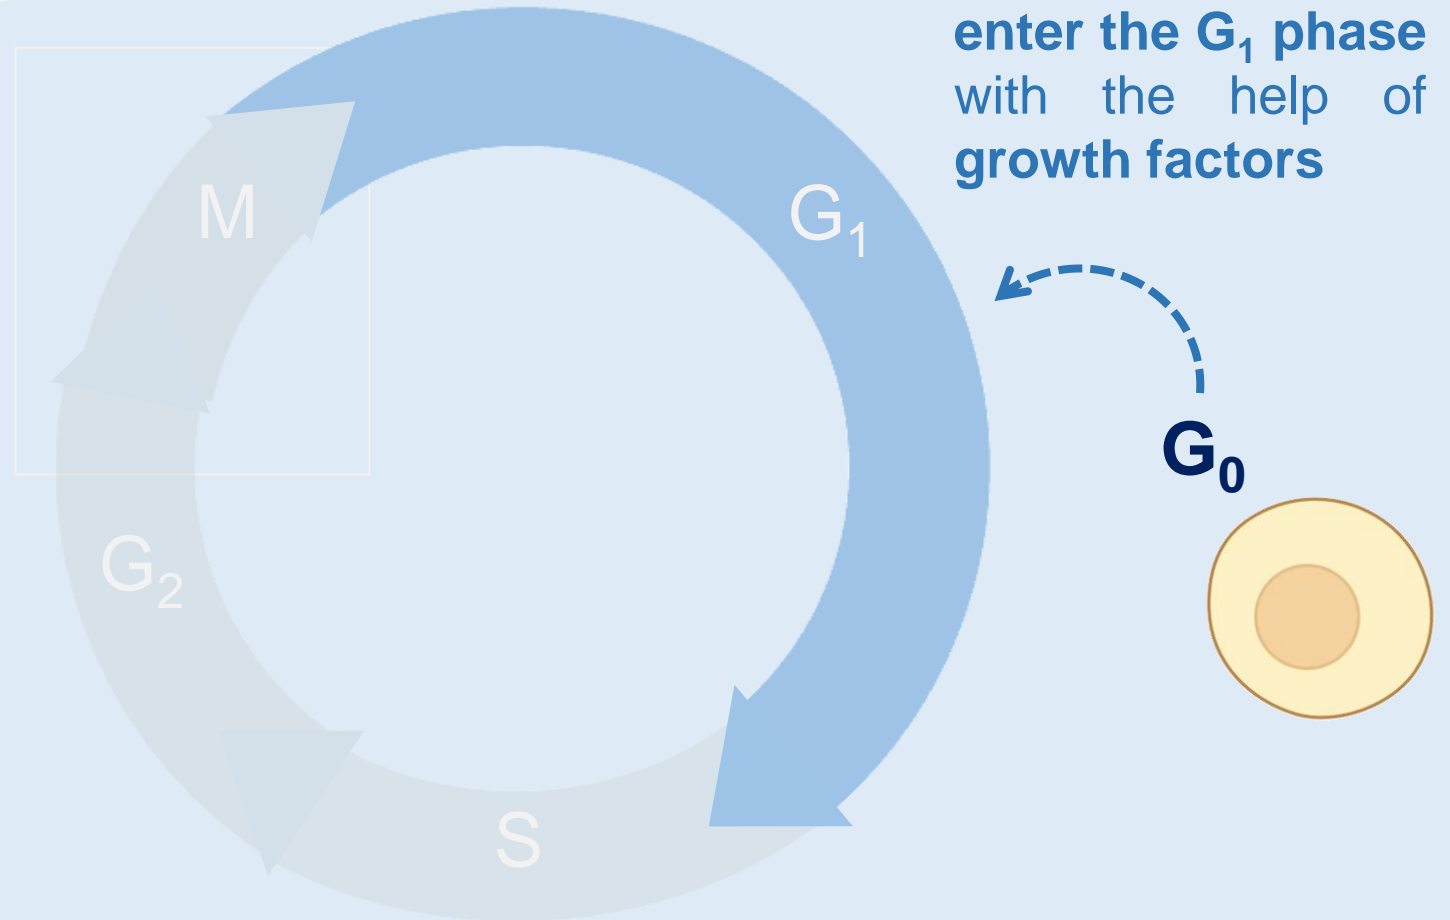 enter the G₁ phase
with the help of
growth factors
M
G₁
G₀
G₂
S